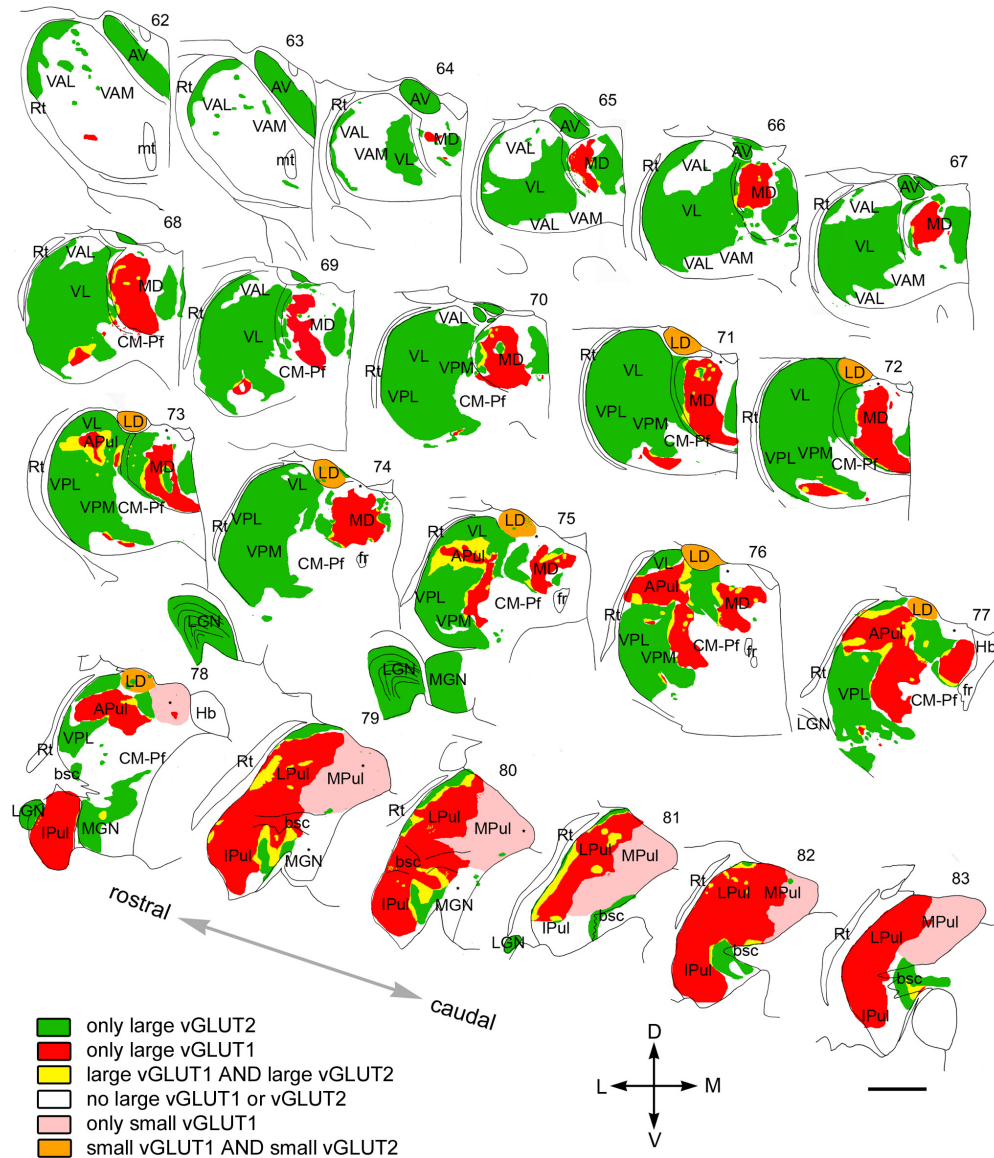 62
AV
VAL
VAM
Rt
mt
63
AV
Rt
VAL
VAM
mt
64
AV
Rt
VAL
VAM
VL
MD
65
AV
Rt
VAL
MD
VL
VAL
VAM
66
AV
Rt
VAL
MD
VL
VAL
VAM
67
AV
Rt
VAL
MD
VL
VAM
VAL
68
Rt
VAL
VL
MD
CM-Pf
69
VAL
Rt
VL
MD
CM-Pf
70
VAL
Rt
VL
MD
VPM
VPL
CM-Pf
71
LD
Rt
VL
MD
VPL
VPM
CM-Pf
72
LD
Rt
VL
MD
VPM
VPL
CM-Pf
73
VL
LD
APul
Rt
MD
VPL
VPM
CM-Pf
74
LD
VL
Rt
VPL
MD
VPM
CM-Pf
fr
LGN
75
LD
Rt
VL
APul
MD
VPL
CM-Pf
VPM
fr
LGN
MGN
76
LD
VL
APul
Rt
MD
VPL
VPM
CM-Pf
fr
77
LD
APul
Hb
Rt
VPL
CM-Pf
fr
LGN
78
LD
APul
Hb
VPL
Rt
CM-Pf
bsc
LGN
IPul
MGN
79
Rt
LPul
MPul
bsc
IPul
MGN
80
Rt
LPul
MPul
bsc
IPul
MGN
81
Rt
LPul
MPul
IPul
bsc
LGN
82
Rt
LPul
MPul
bsc
IPul
83
MPul
Rt
LPul
bsc
IPul
rostral
caudal
only large vGLUT2
only large vGLUT1
large vGLUT1 AND large vGLUT2
no large vGLUT1 or vGLUT2
only small vGLUT1
small vGLUT1 AND small vGLUT2
D
L
M
V